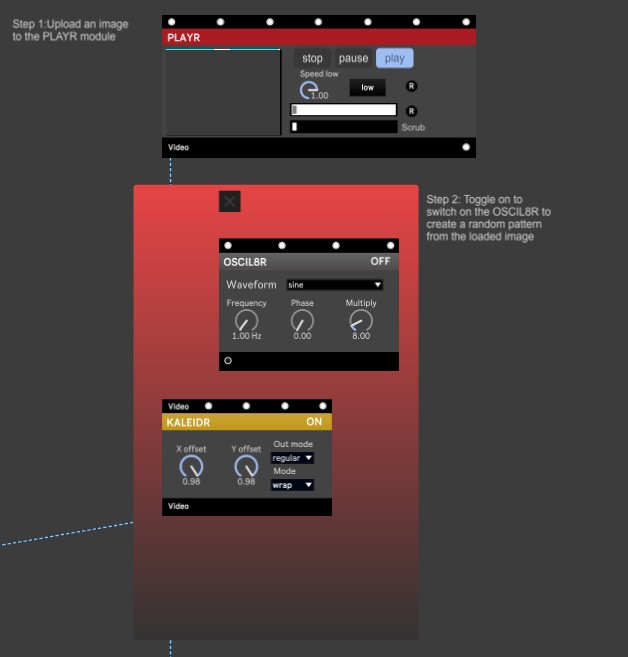 Step 1:Upload an image
to the PLAYR module
PLAYR
stop pause play
Speed low
1.00
low
R
R
Scrub
Video
Step 2: Toggle on to
switch on the OSCIL8R to
create a random pattern
from the loaded image
OSCIL8R OFF
Waveform sine
Frequency Phase Multiply
1.00 Hz 0.00 8.00
Video
KALEIDR ON
X offset Y offset Out mode
regular
Mode
0.98 0.98 wrap
Video